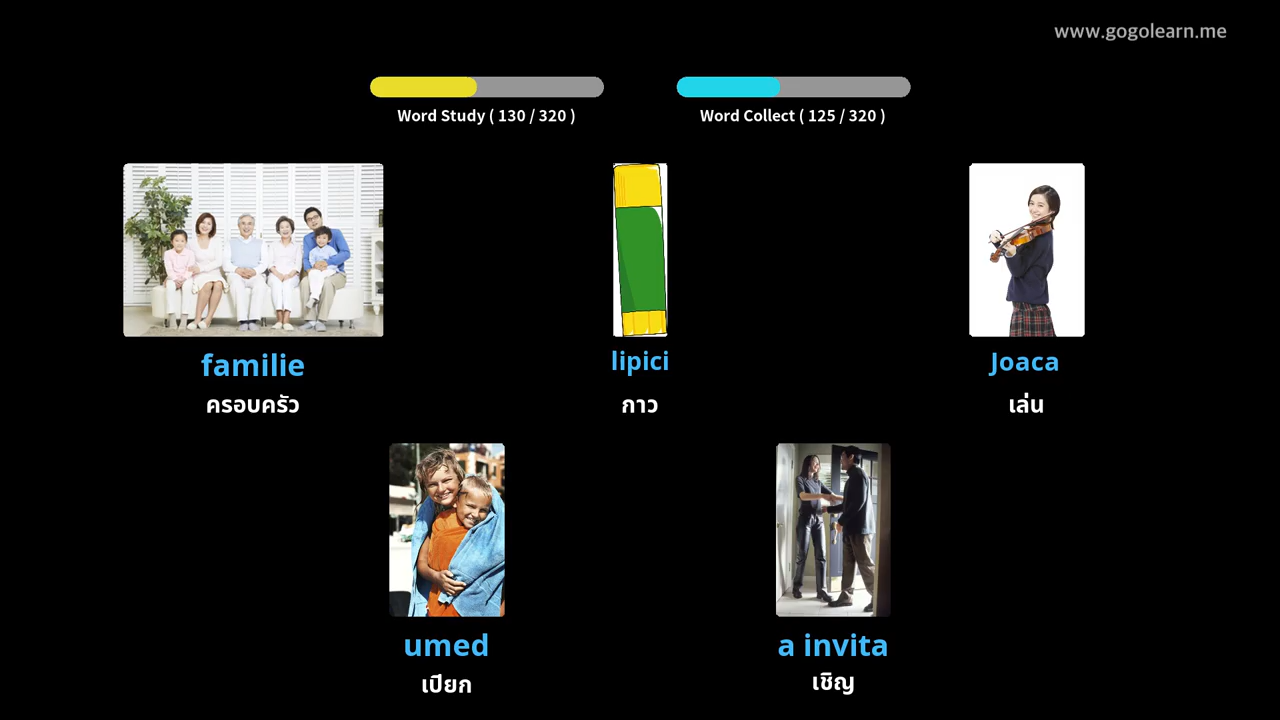 www.gogolearn.me
Word Study ( 130 / 320 )
Word Collect ( 125 / 320 )
familie
ครอบครัว
lipici
กาว
Joaca
เล่น
umed
เปียก
a invita
เชิญ